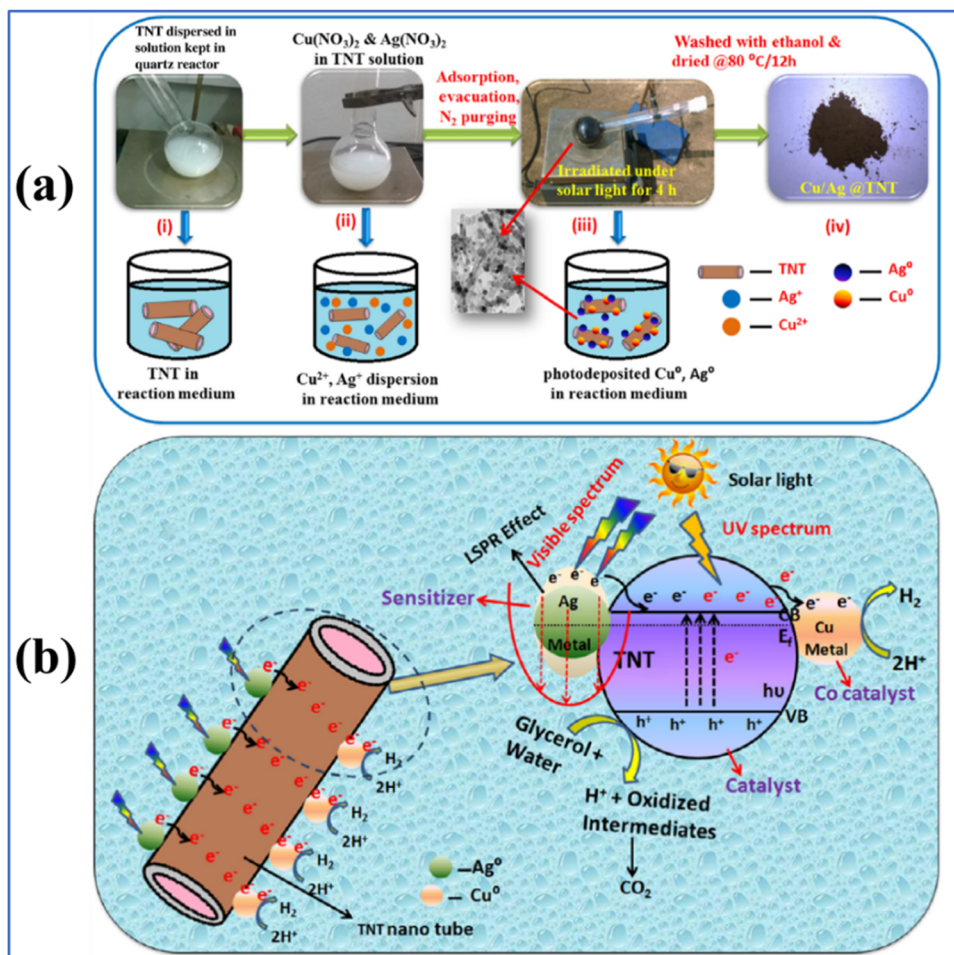 (a)
TNT dispersed in
solution kept in
quartz reactor
Cu(NO3)2 & Ag(NO3)2
in TNT solution
Adsorption,
evacuation,
N2 purging
Washed with ethanol &
dried @80 ⁰C/12h
Irradiated under
solar light for 4 h
Cu/Ag @TNT
(i)
(ii)
(iii)
(iv)
TNT in
reaction medium
Cu²⁺, Ag⁺ dispersion
in reaction medium
photodeposited Cu⁰, Ag⁰
in reaction medium
TNT
Ag⁺
Cu²⁺
Ag⁰
Cu⁰
(b)
Solar light
UV spectrum
Visible spectrum
LSPR Effect
Sensitizer
e⁻ e⁻ e
Ag
Metal
e⁻ e⁻ e⁻ e⁻ e⁻
e⁻
e⁻
CB
Ef
TNT
e⁻
hυ
h⁺ h⁺ h⁺ h⁺
VB
e⁻ e⁻
Cu
Metal
H2
2H⁺
Co catalyst
Catalyst
Glycerol +
Water
H⁺ + Oxidized
Intermediates
CO2
e⁻ e⁻
e⁻ e⁻
e⁻ e⁻ e⁻ e⁻
H2
2H⁺
e⁻ e⁻ e⁻ e⁻ e⁻
H2
2H⁺
e⁻ e⁻ e⁻ e⁻ e⁻
H2
2H⁺
e⁻ e⁻ e⁻ e⁻
H2
2H⁺
Ag⁰
Cu⁰
TNT nano tube